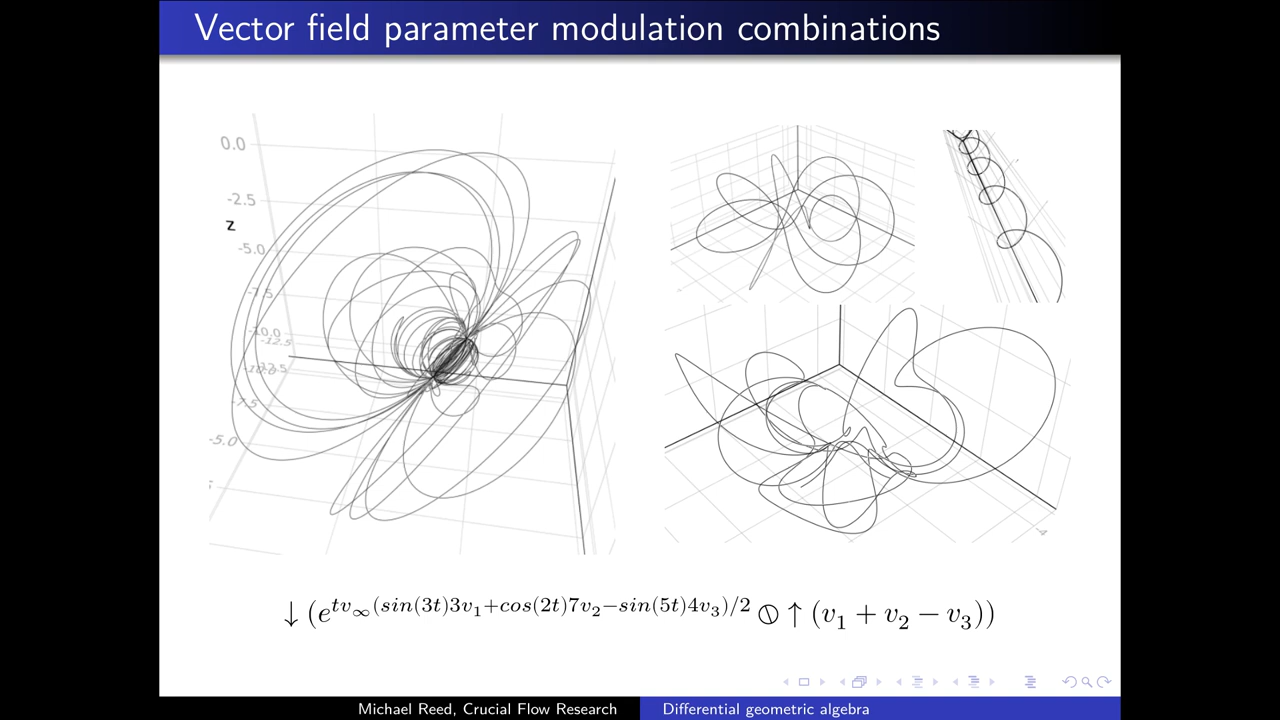 Vector field parameter modulation combinations
0.0
-2.5
z
-5.0
-7.5
-10.0
-12.5
-7.5
-5.0
↓ (e^{tv_∞(sin(3t)3v_1+cos(2t)7v_2−sin(5t)4v_3)/2} ⦸ ↑ (v_1 + v_2 − v_3))
Michael Reed, Crucial Flow Research
Differential geometric algebra